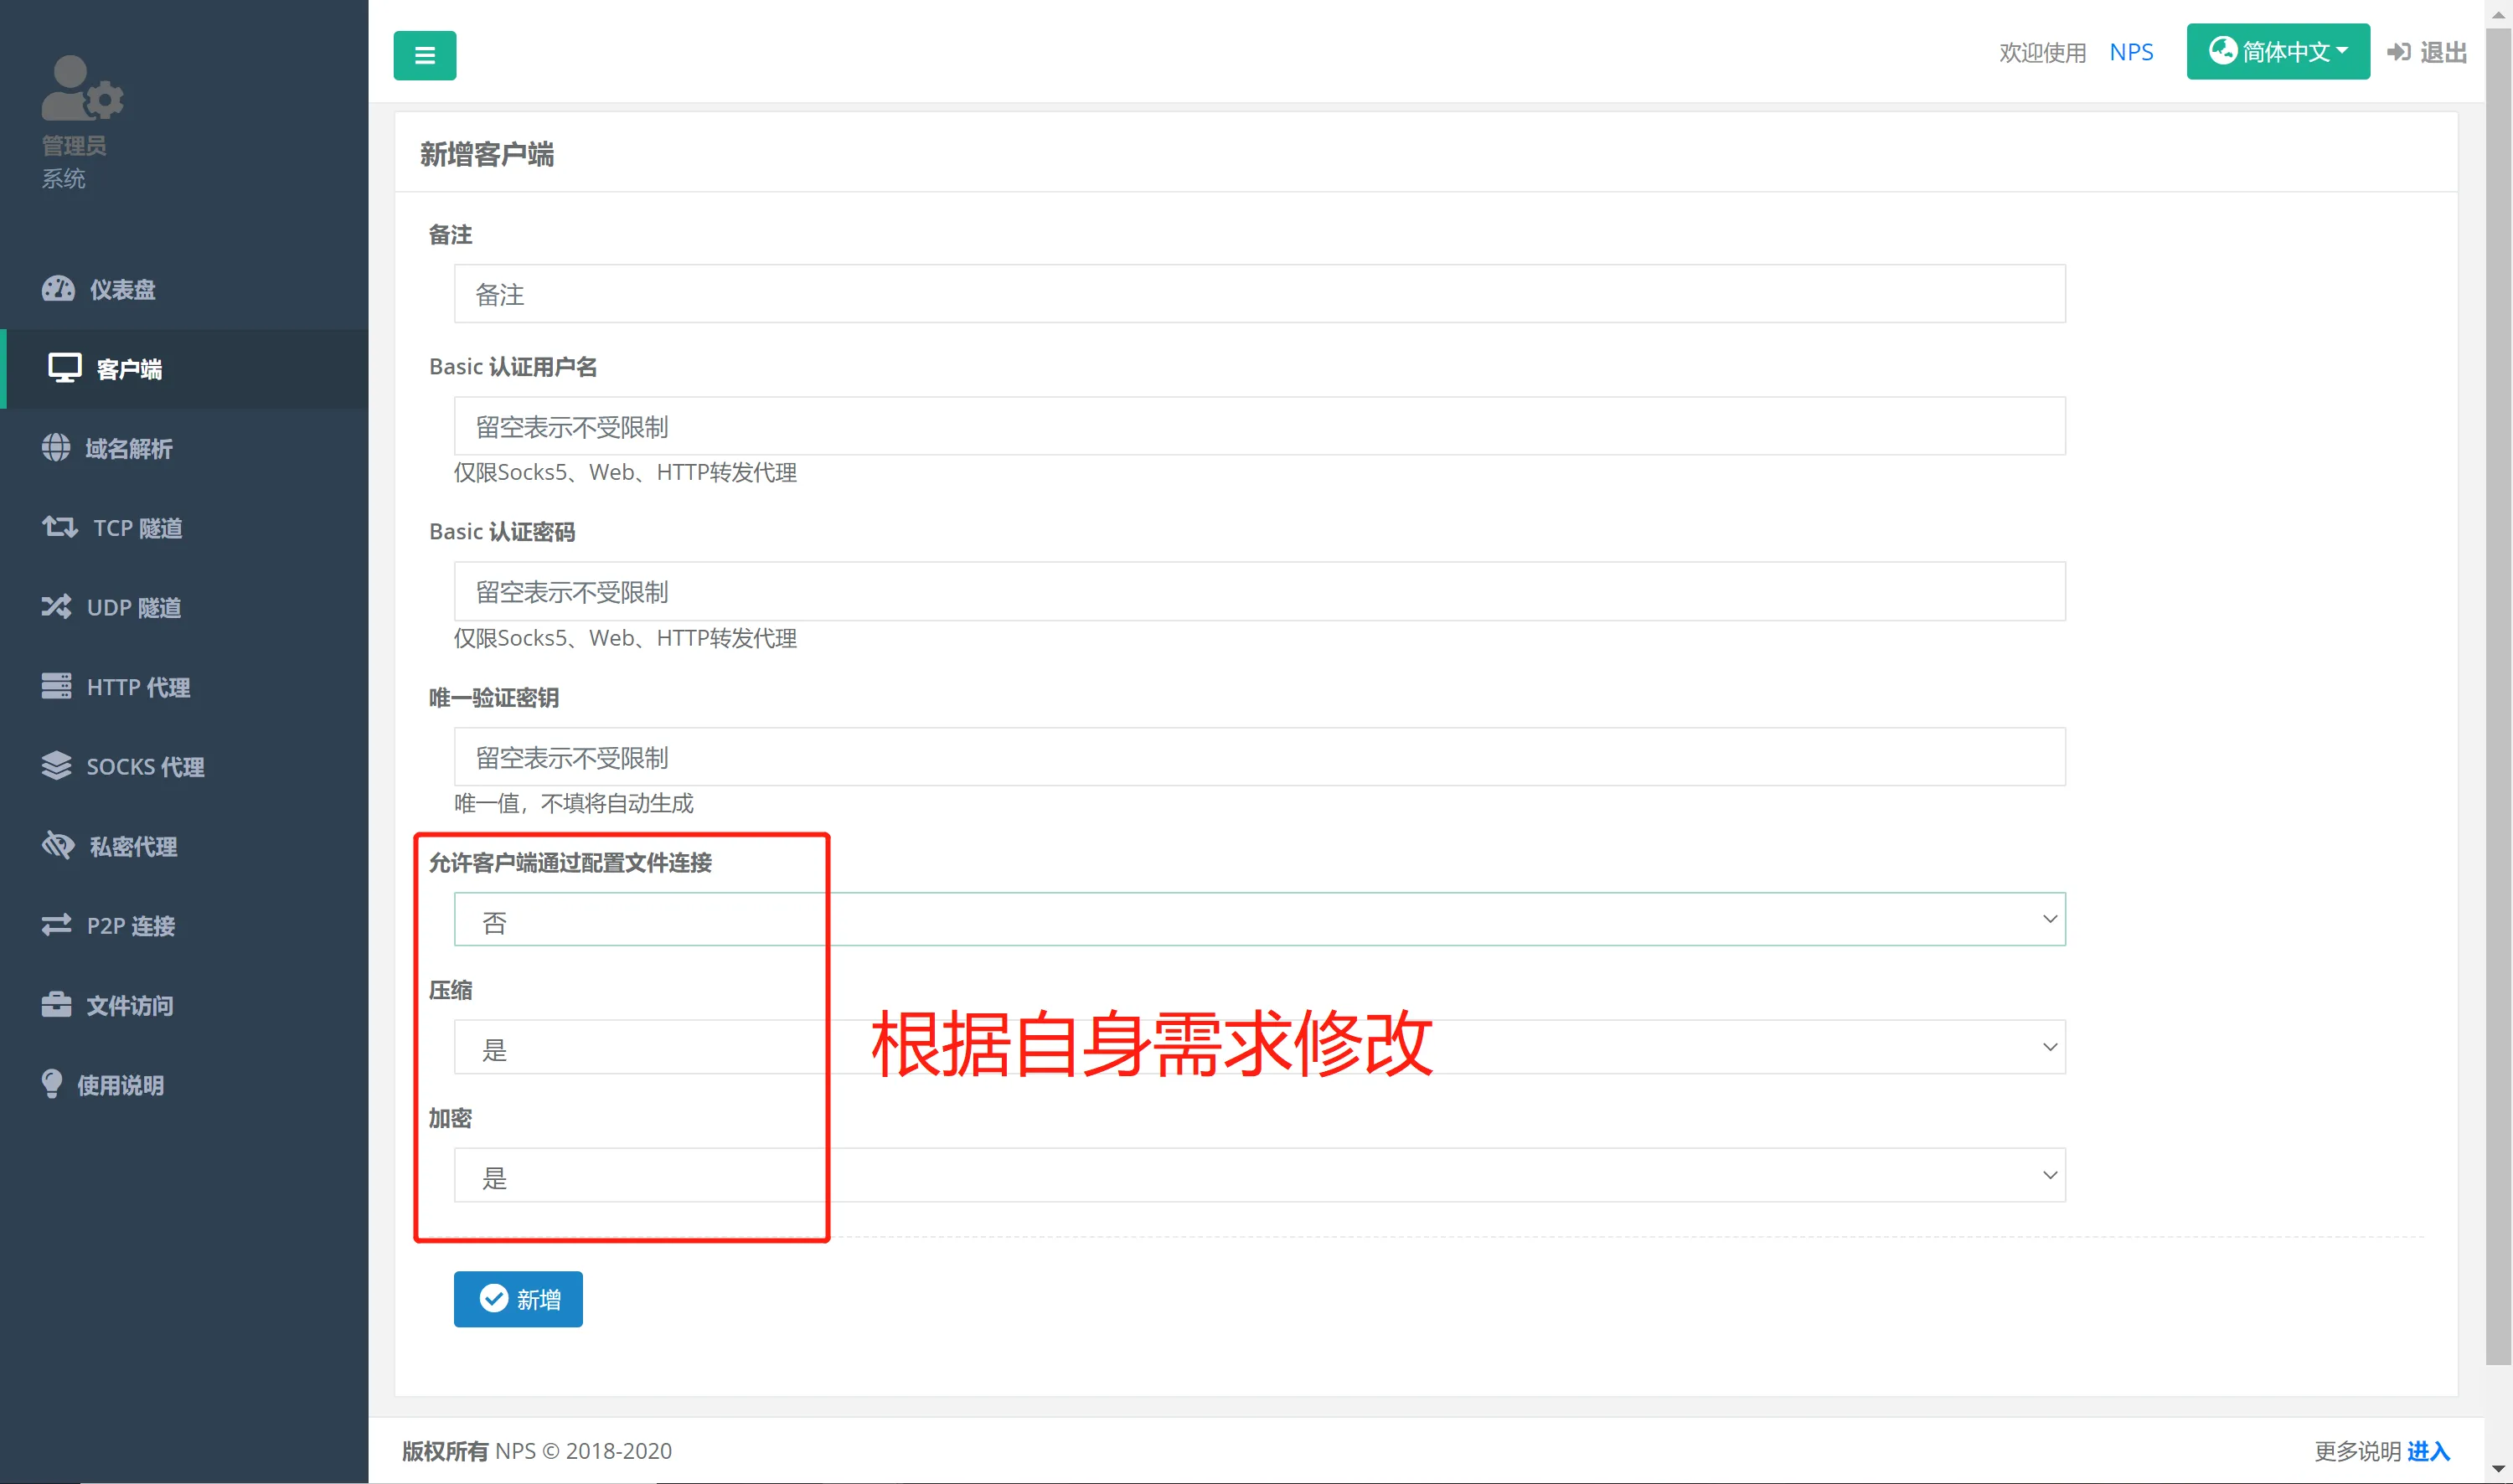 欢迎使用 NPS 简体中文 退出
管理员
系统
仪表盘
客户端
域名解析
TCP 隧道
UDP 隧道
HTTP 代理
SOCKS 代理
私密代理
P2P 连接
文件访问
使用说明
新增客户端
备注
备注
Basic 认证用户名
留空表示不受限制
仅限Socks5、Web、HTTP转发代理
Basic 认证密码
留空表示不受限制
仅限Socks5、Web、HTTP转发代理
唯一验证密钥
留空表示不受限制
唯一值，不填将自动生成
允许客户端通过配置文件连接
否
压缩
是
根据自身需求修改
加密
是
新增
版权所有 NPS © 2018-2020
更多说明 进入